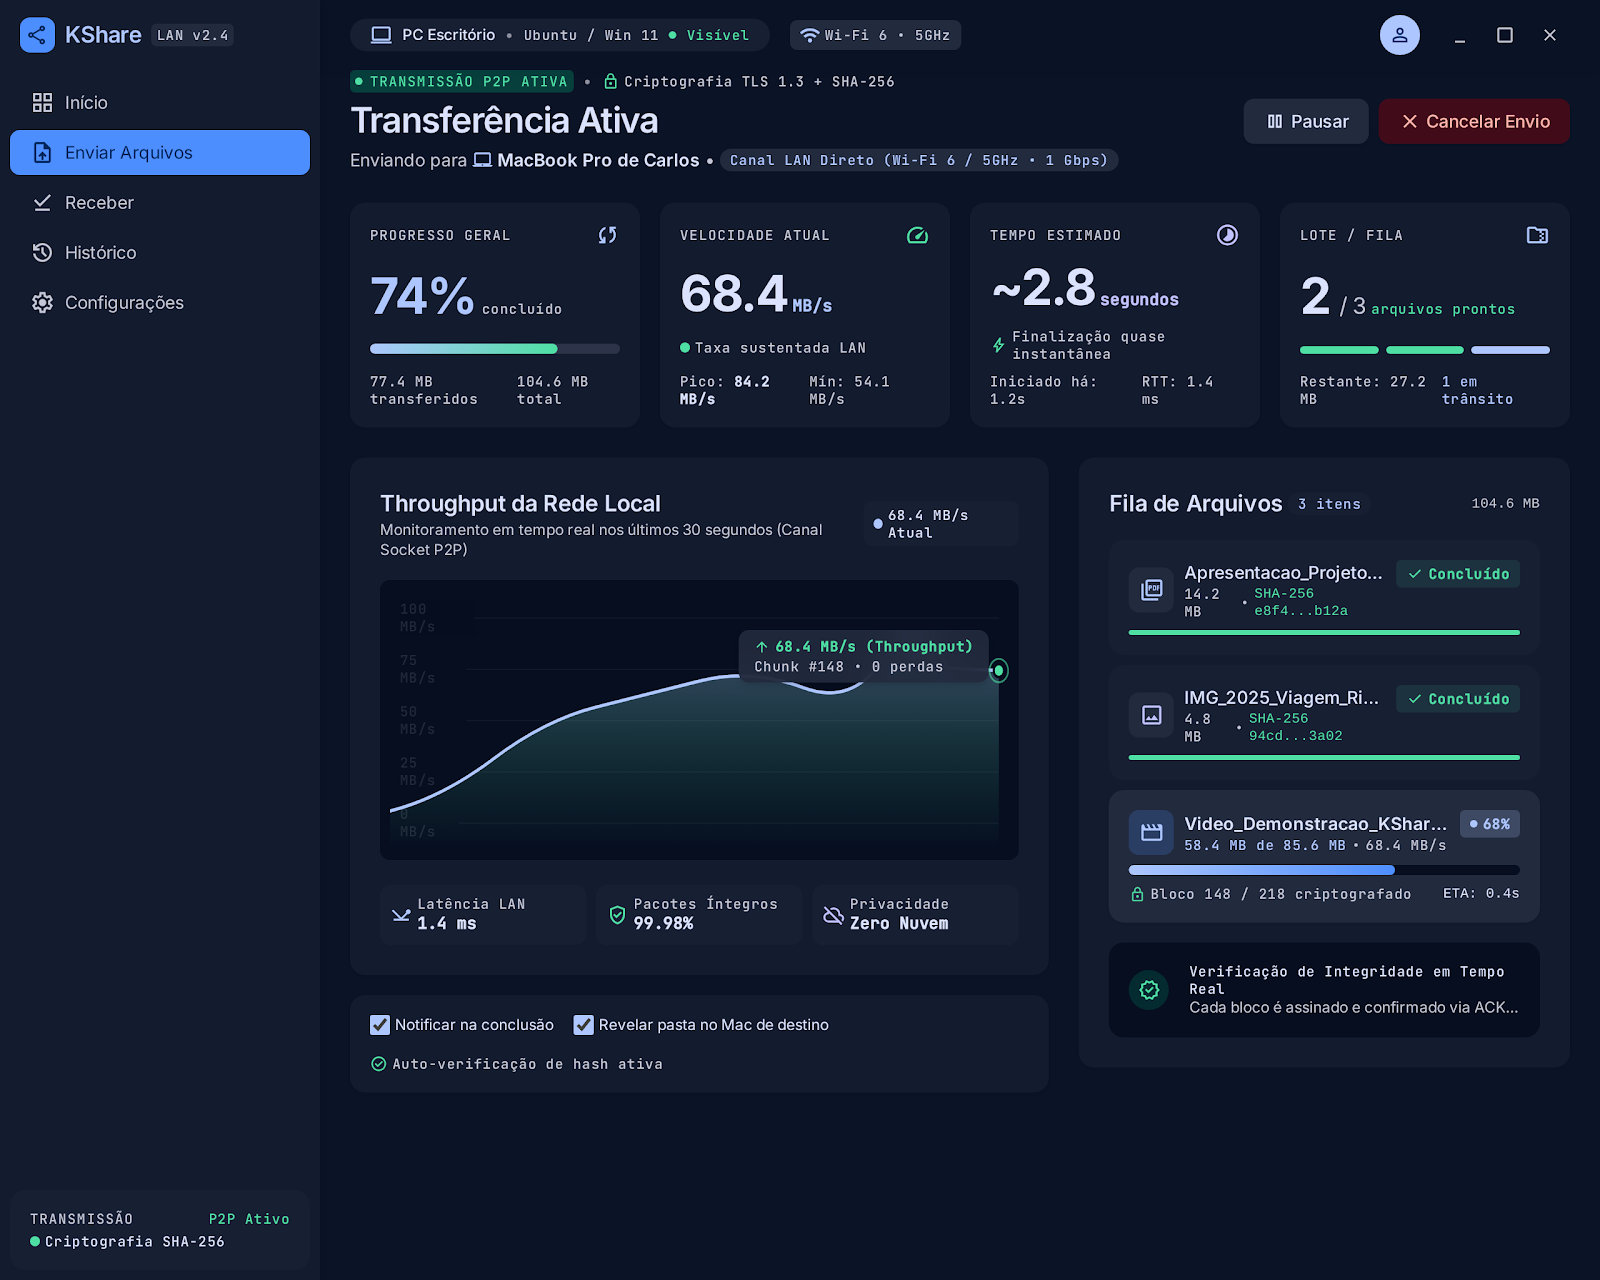 KShare LAN v2.4
Início
Enviar Arquivos
Receber
Histórico
Configurações
TRANSMISSÃO P2P Ativo
Criptografia SHA-256
PC Escritório • Ubuntu / Win 11 Visível
Wi-Fi 6 • 5GHz
TRANSMISSÃO P2P ATIVA • Criptografia TLS 1.3 + SHA-256
Transferência Ativa
Enviando para MacBook Pro de Carlos • Canal LAN Direto (Wi-Fi 6 / 5GHz • 1 Gbps)
Pausar
Cancelar Envio
PROGRESSO GERAL
74% concluído
77.4 MB
transferidos
104.6 MB
total
VELOCIDADE ATUAL
68.4 MB/s
Taxa sustentada LAN
Pico: 84.2
MB/s
Mín: 54.1
MB/s
TEMPO ESTIMADO
~2.8 segundos
Finalização quase
instantânea
Iniciado há:
1.2s
RTT: 1.4
ms
LOTE / FILA
2 / 3 arquivos prontos
Restante: 27.2
MB
1 em
trânsito
Throughput da Rede Local
Monitoramento em tempo real nos últimos 30 segundos (Canal
Socket P2P)
68.4 MB/s
Atual
100
MB/s
75
MB/s
50
MB/s
25
MB/s
0
MB/s
↑ 68.4 MB/s (Throughput)
Chunk #148 • 0 perdas
Latência LAN
1.4 ms
Pacotes Íntegros
99.98%
Privacidade
Zero Nuvem
Notificar na conclusão
Revelar pasta no Mac de destino
Auto-verificação de hash ativa
Fila de Arquivos 3 itens 104.6 MB
Apresentacao_Projeto... Concluído
14.2
MB
• SHA-256
e8f4...b12a
IMG_2025_Viagem_Ri... Concluído
4.8
MB
• SHA-256
94cd...3a02
Video_Demonstracao_KShar... 68%
58.4 MB de 85.6 MB • 68.4 MB/s
Bloco 148 / 218 criptografado ETA: 0.4s
Verificação de Integridade em Tempo
Real
Cada bloco é assinado e confirmado via ACK...